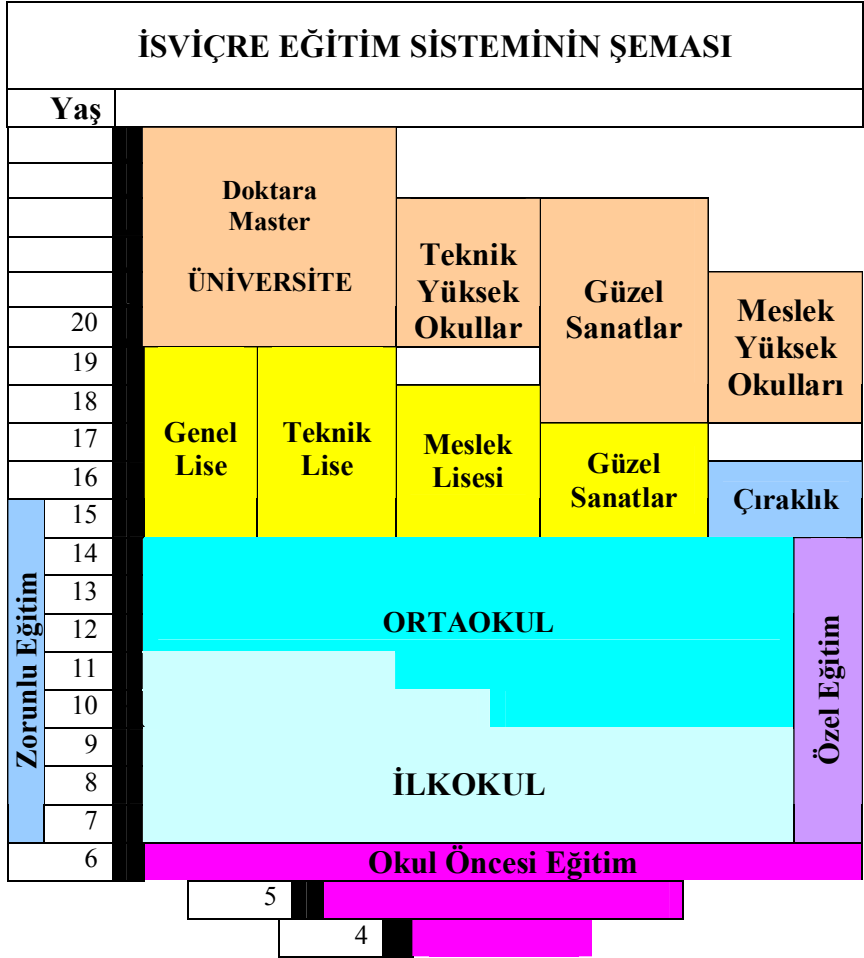 İSVİÇRE EĞİTİM SİSTEMİNİN ŞEMASI
Yaş
Doktara
Master
ÜNİVERSİTE
Teknik
Yüksek
Okullar
Güzel
Sanatlar
Meslek
Yüksek
Okulları
20
19
18
17
16
15
Genel
Lise
Teknik
Lise
Meslek
Lisesi
Güzel
Sanatlar
Çıraklık
Zorunlu Eğitim
14
13
12
11
10
9
8
7
ORTAOKUL
İLKOKUL
Özel Eğitim
6
Okul Öncesi Eğitim
5
4